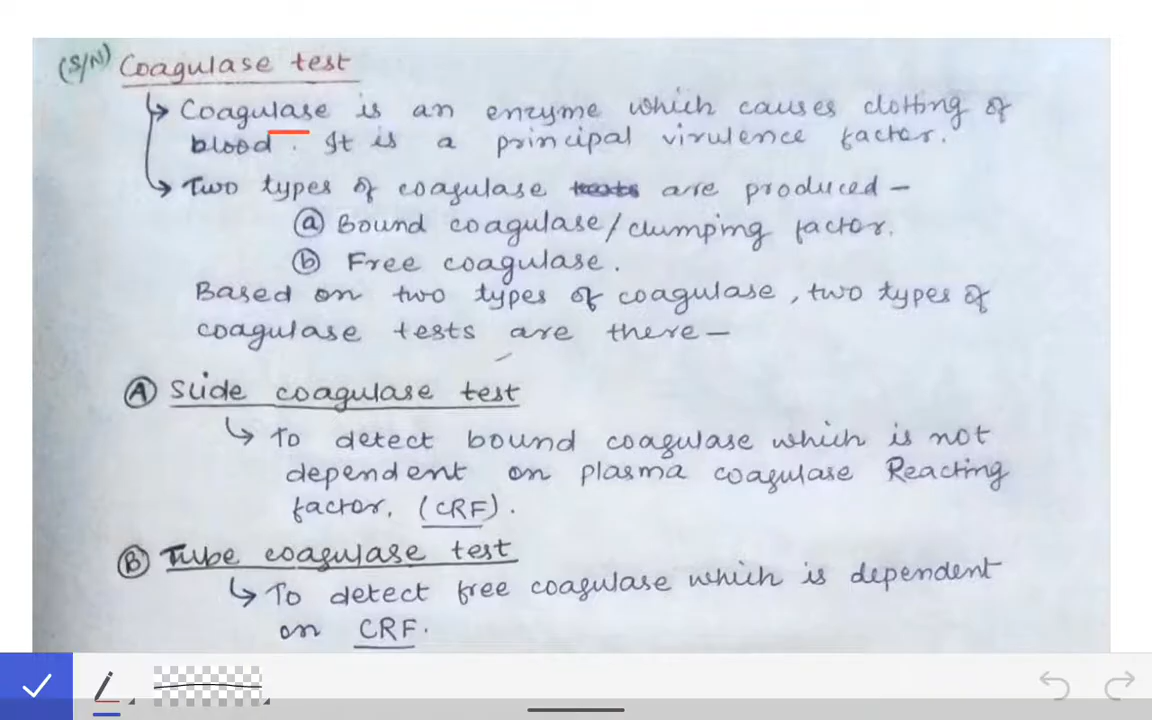 (S/N) Coagulase test
↳ Coagulase is an enzyme which causes clotting of
blood. It is a principal virulence factor.
↳ Two types of coagulase tests are produced –
(a) Bound coagulase/clumping factor.
(b) Free coagulase.
Based on two types of coagulase, two types of
coagulase tests are there –
(A) Slide coagulase test
↳ To detect bound coagulase which is not
dependent on plasma coagulase Reacting
factor. (CRF).
(B) Tube coagulase test
↳ To detect free coagulase which is dependent
on CRF.